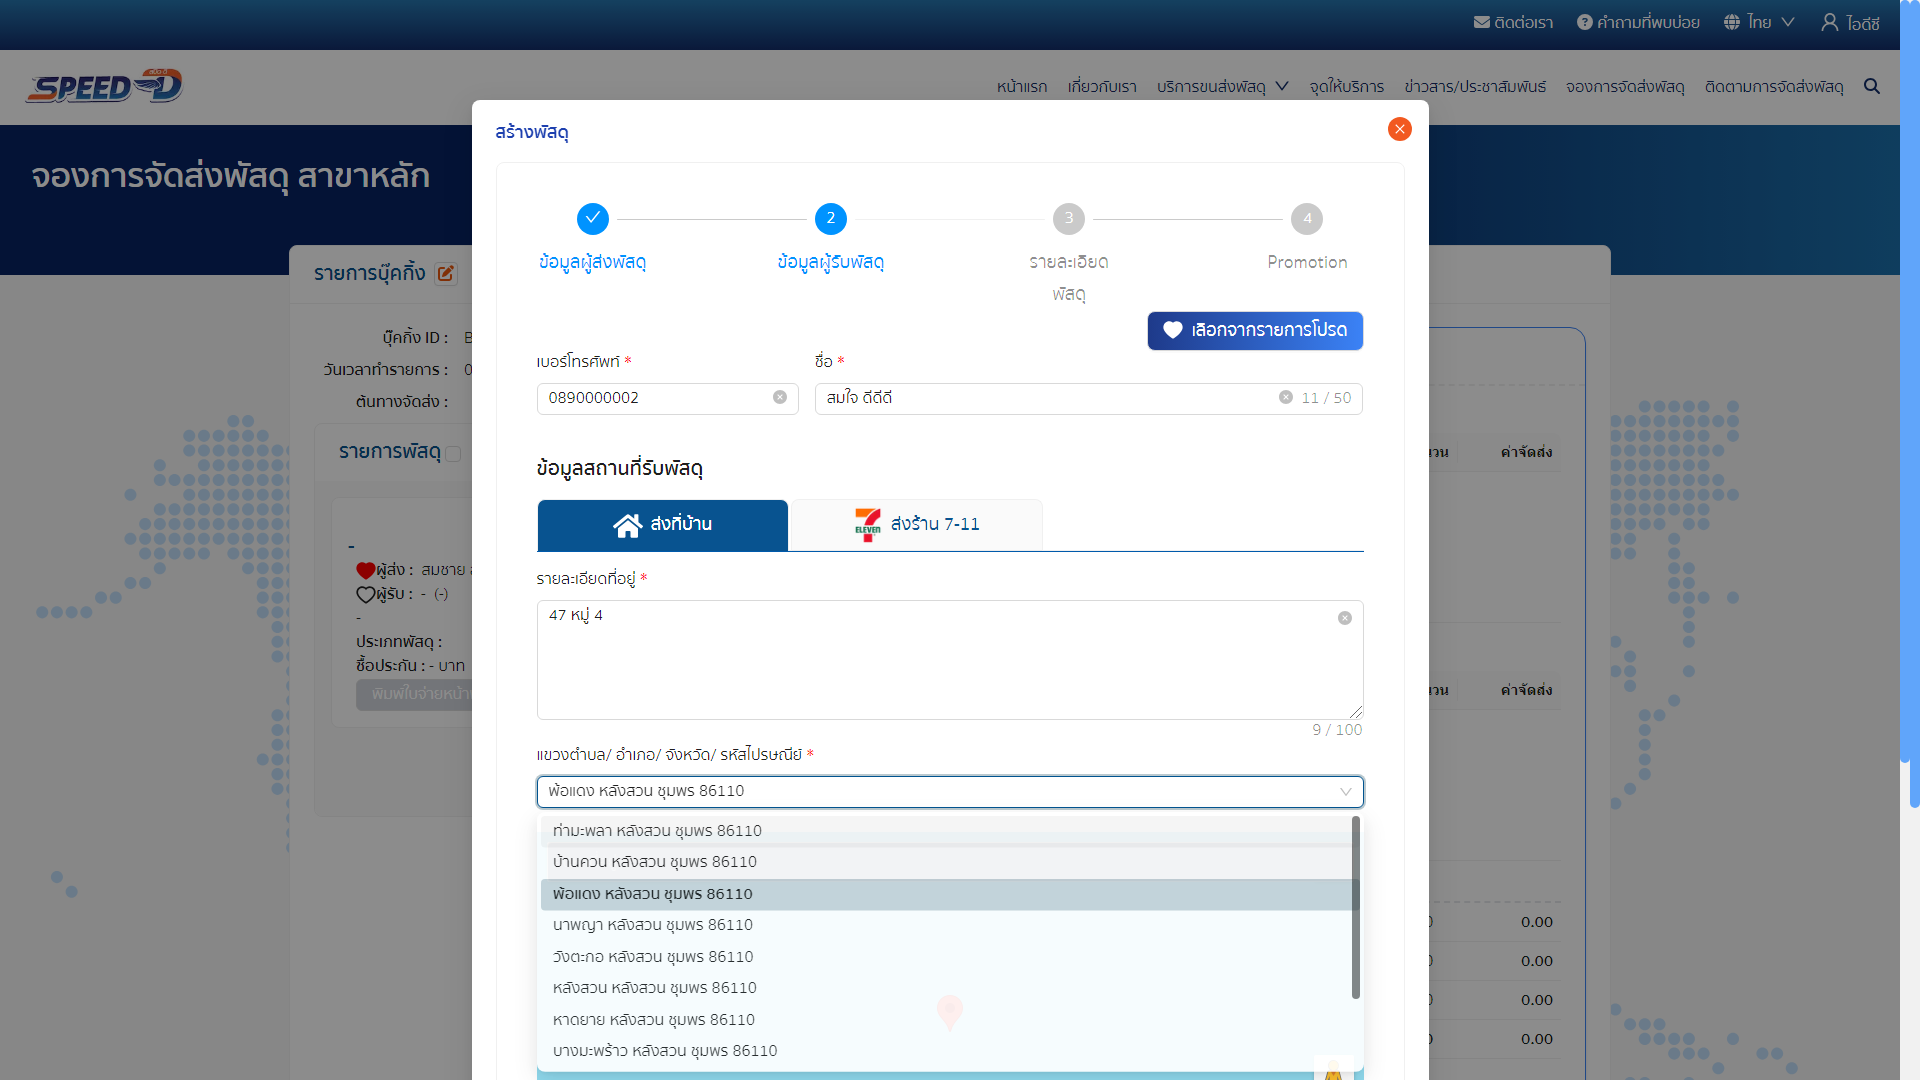 ติดต่อเรา
คำถามที่พบบ่อย
ไทย
ไอดีซี
สปีด ดี
SPEED D
หน้าแรก
เกี่ยวกับเรา
บริการขนส่งพัสดุ
จุดให้บริการ
ข่าวสาร/ประชาสัมพันธ์
จองการจัดส่งพัสดุ
ติดตามการจัดส่งพัสดุ
จองการจัดส่งพัสดุ สาขาหลัก
รายการบุ๊คกิ้ง
บุ๊คกิ้ง ID :
วันเวลาทำรายการ : 0
ต้นทางจัดส่ง :
รายการพัสดุ
-
ผู้ส่ง : สมชาย
ผู้รับ : - (-)
-
ประเภทพัสดุ :
ชื้อประกัน : - บาท
พิมพ์ใบจ่ายหน้า
สร้างพัสดุ
2
3
4
ข้อมูลผู้ส่งพัสดุ
ข้อมูลผู้รับพัสดุ
รายละเอียด
พัสดุ
Promotion
เลือกจากรายการโปรด
เบอร์โทรศัพท์ *
ชื่อ *
0890000002
สมใจ ดีดีดี
11 / 50
ข้อมูลสถานที่รับพัสดุ
ส่งที่บ้าน
7 ELEVEN
ส่งร้าน 7-11
รายละเอียดที่อยู่ *
47 หมู่ 4
9 / 100
แขวงตำบล/ อำเภอ/ จังหวัด/ รหัสไปรษณีย์ *
พ้อแดง หลังสวน ชุมพร 86110
ท่ามะพลา หลังสวน ชุมพร 86110
บ้านควน หลังสวน ชุมพร 86110
พ้อแดง หลังสวน ชุมพร 86110
นาพญา หลังสวน ชุมพร 86110
วังตะกอ หลังสวน ชุมพร 86110
หลังสวน หลังสวน ชุมพร 86110
หาดยาย หลังสวน ชุมพร 86110
บางมะพร้าว หลังสวน ชุมพร 86110
ค่าจัดส่ง
ค่าจัดส่ง
0.00
0.00
0.00
0.00